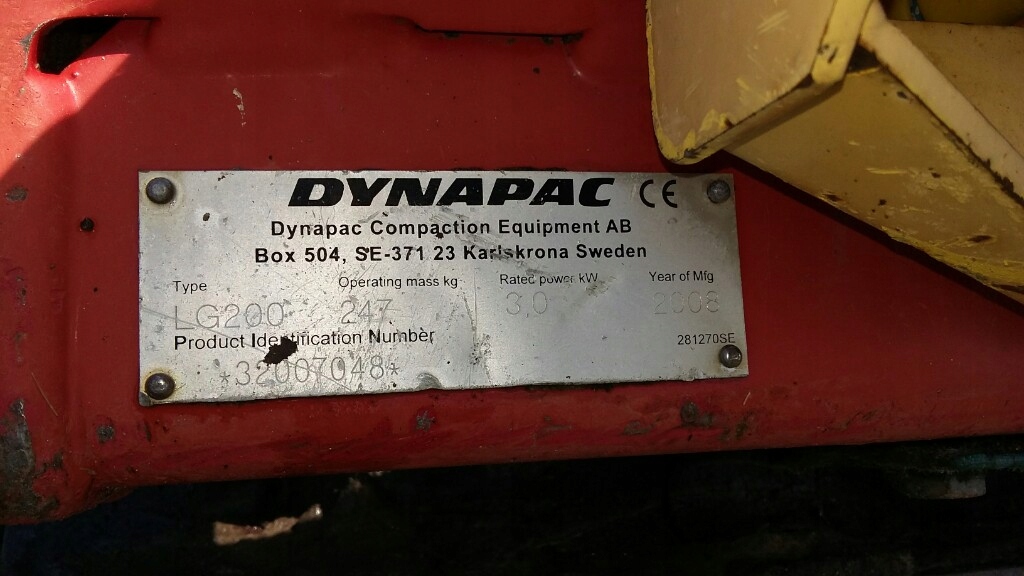 DYNAPAC CE
Dynapac Compaction Equipment AB
Box 504, SE-371 23 Karlskrona Sweden
Type Operating mass kg Rated power kW Year of Mfg
LG200 247 3,0 2008
Product Identification Number 281270SE
*32007048*